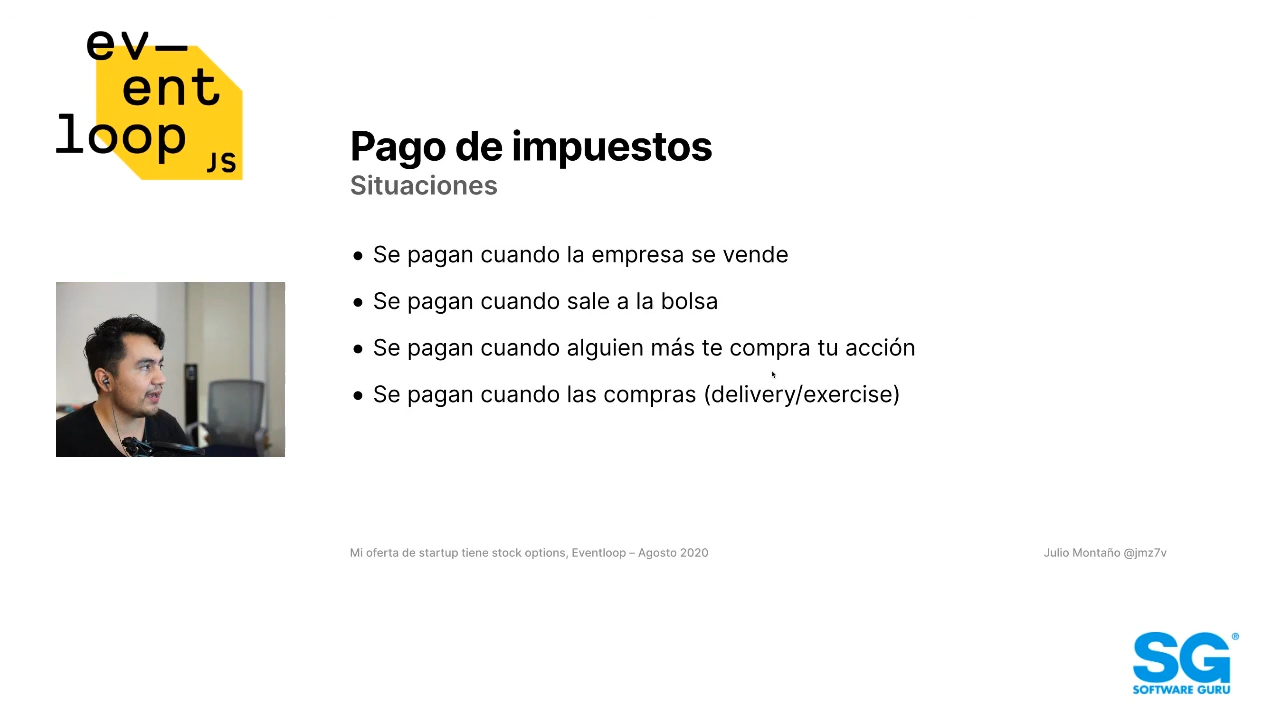 ev—
ent
loop
JS
Pago de impuestos
Situaciones
• Se pagan cuando la empresa se vende
• Se pagan cuando sale a la bolsa
• Se pagan cuando alguien más te compra tu acción
• Se pagan cuando las compras (delivery/exercise)
Mi oferta de startup tiene stock options, Eventloop – Agosto 2020
Julio Montaño @jmz7v
SG®
SOFTWARE GURU